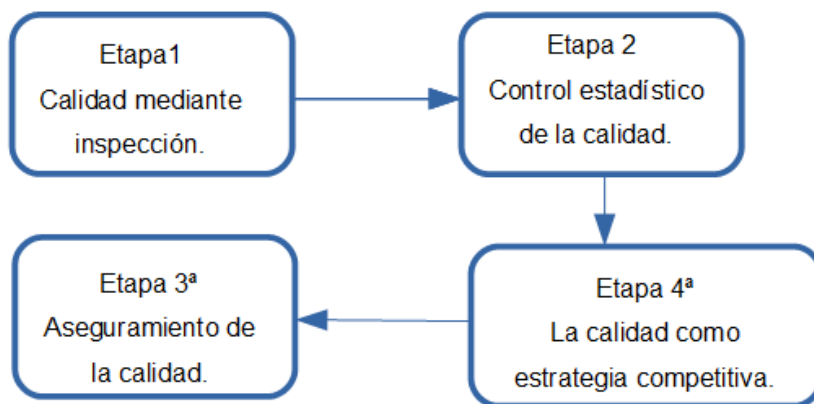 Etapa1
Calidad mediante
inspección.
Etapa 2
Control estadístico
de la calidad.
Etapa 3ª
Aseguramiento de
la calidad.
Etapa 4ª
La calidad como
estrategia competitiva.